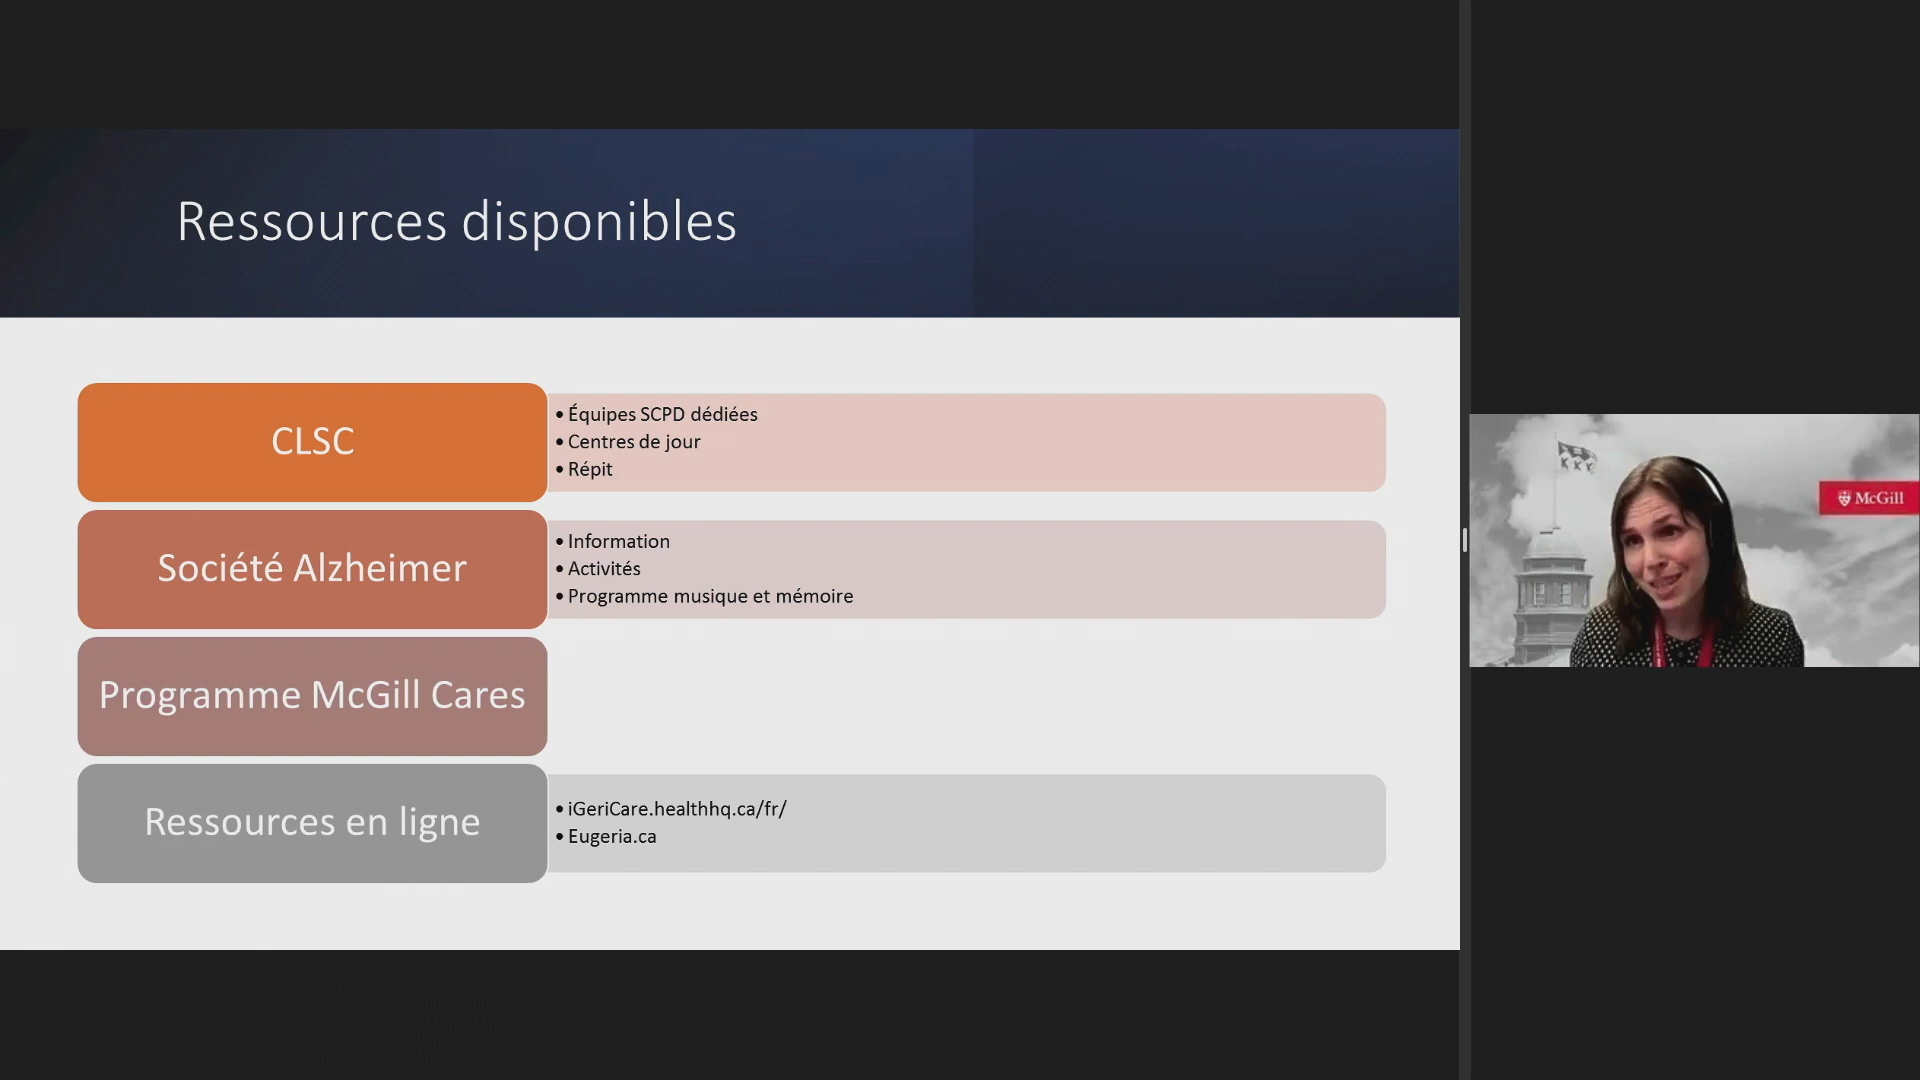 Ressources disponibles
CLSC
• Équipes SCPD dédiées
• Centres de jour
• Répit
Société Alzheimer
• Information
• Activités
• Programme musique et mémoire
Programme McGill Cares
Ressources en ligne
• iGeriCare.healthhq.ca/fr/
• Eugeria.ca
McGill